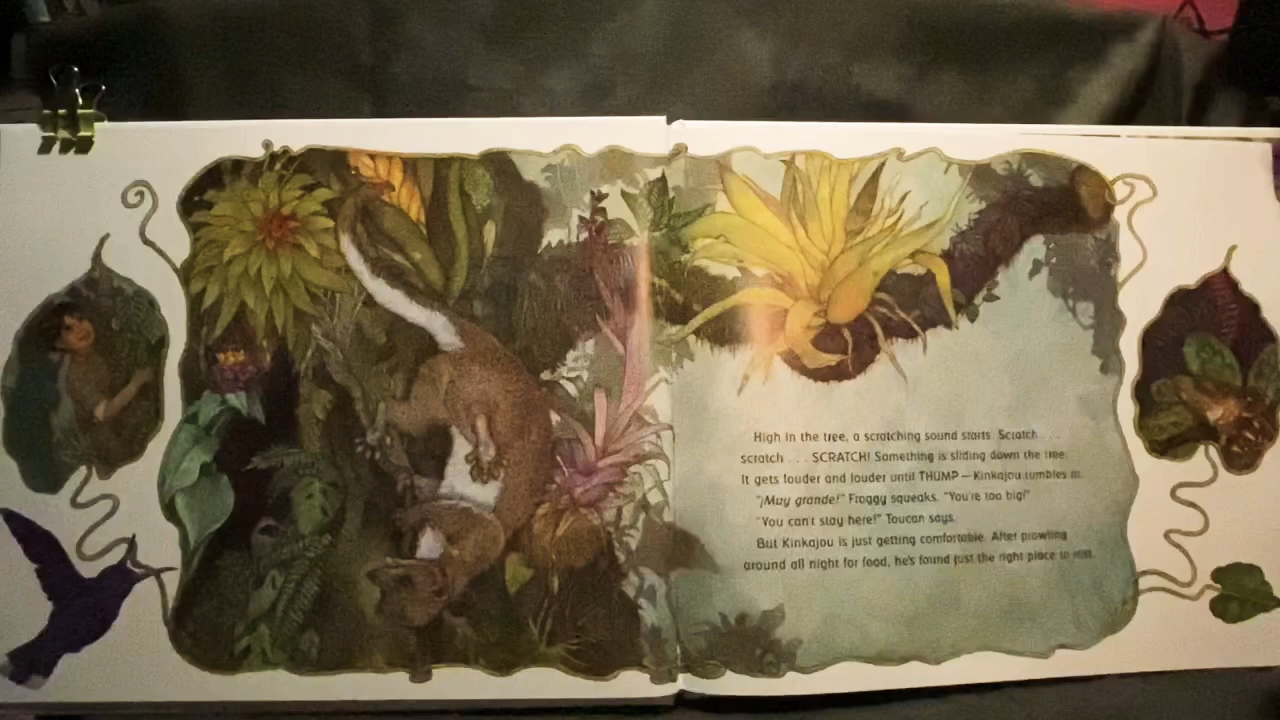 High in the tree, a scratching sound starts. Scratch . . .
scratch . . . SCRATCH! Something is sliding down the tree.
It gets louder and louder until THUMP — Kinkajou tumbles in.
"¡Muy grande!" Froggy squeaks. "You're too big!"
"You can't stay here!" Toucan says.
But Kinkajou is just getting comfortable. After prowling
around all night for food, he's found just the right place to rest.